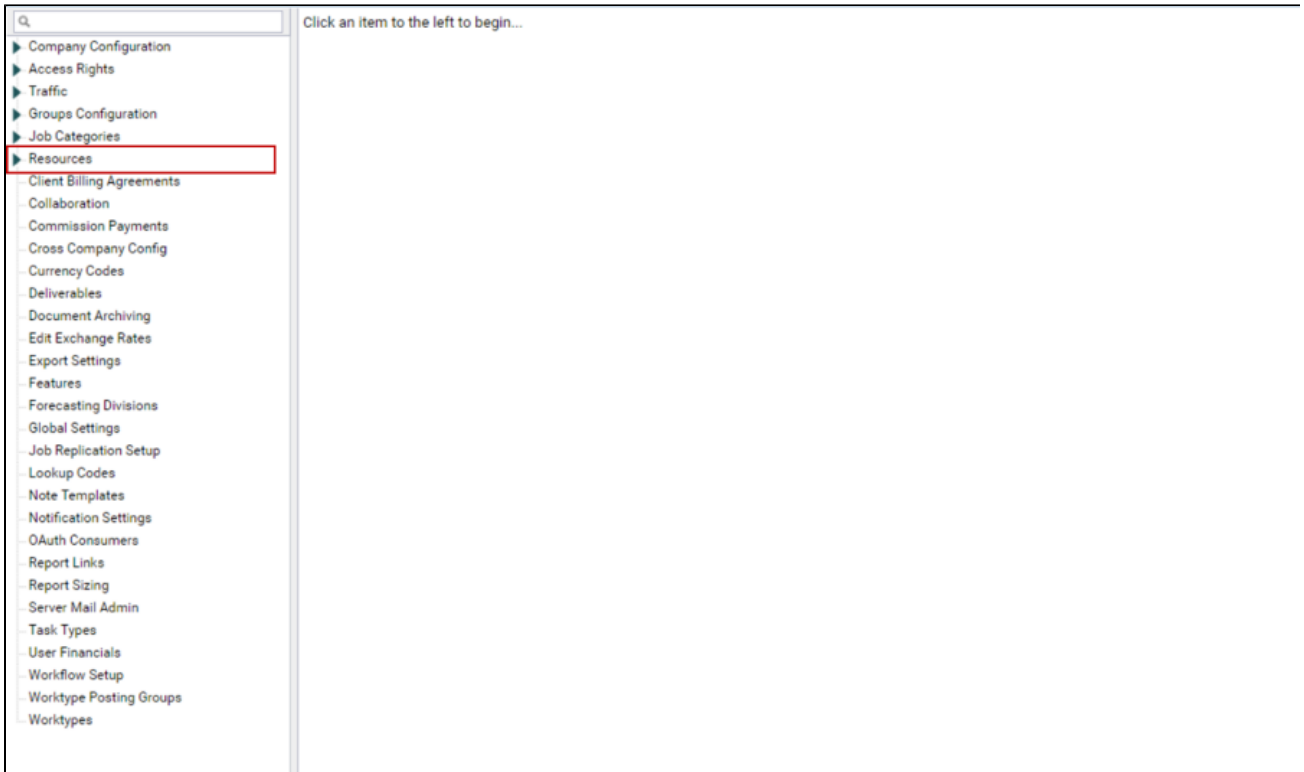 Click an item to the left to begin...
Company Configuration
Access Rights
Traffic
Groups Configuration
Job Categories
Resources
Client Billing Agreements
Collaboration
Commission Payments
Cross Company Config
Currency Codes
Deliverables
Document Archiving
Edit Exchange Rates
Export Settings
Features
Forecasting Divisions
Global Settings
Job Replication Setup
Lookup Codes
Note Templates
Notification Settings
OAuth Consumers
Report Links
Report Sizing
Server Mail Admin
Task Types
User Financials
Workflow Setup
Worktype Posting Groups
Worktypes